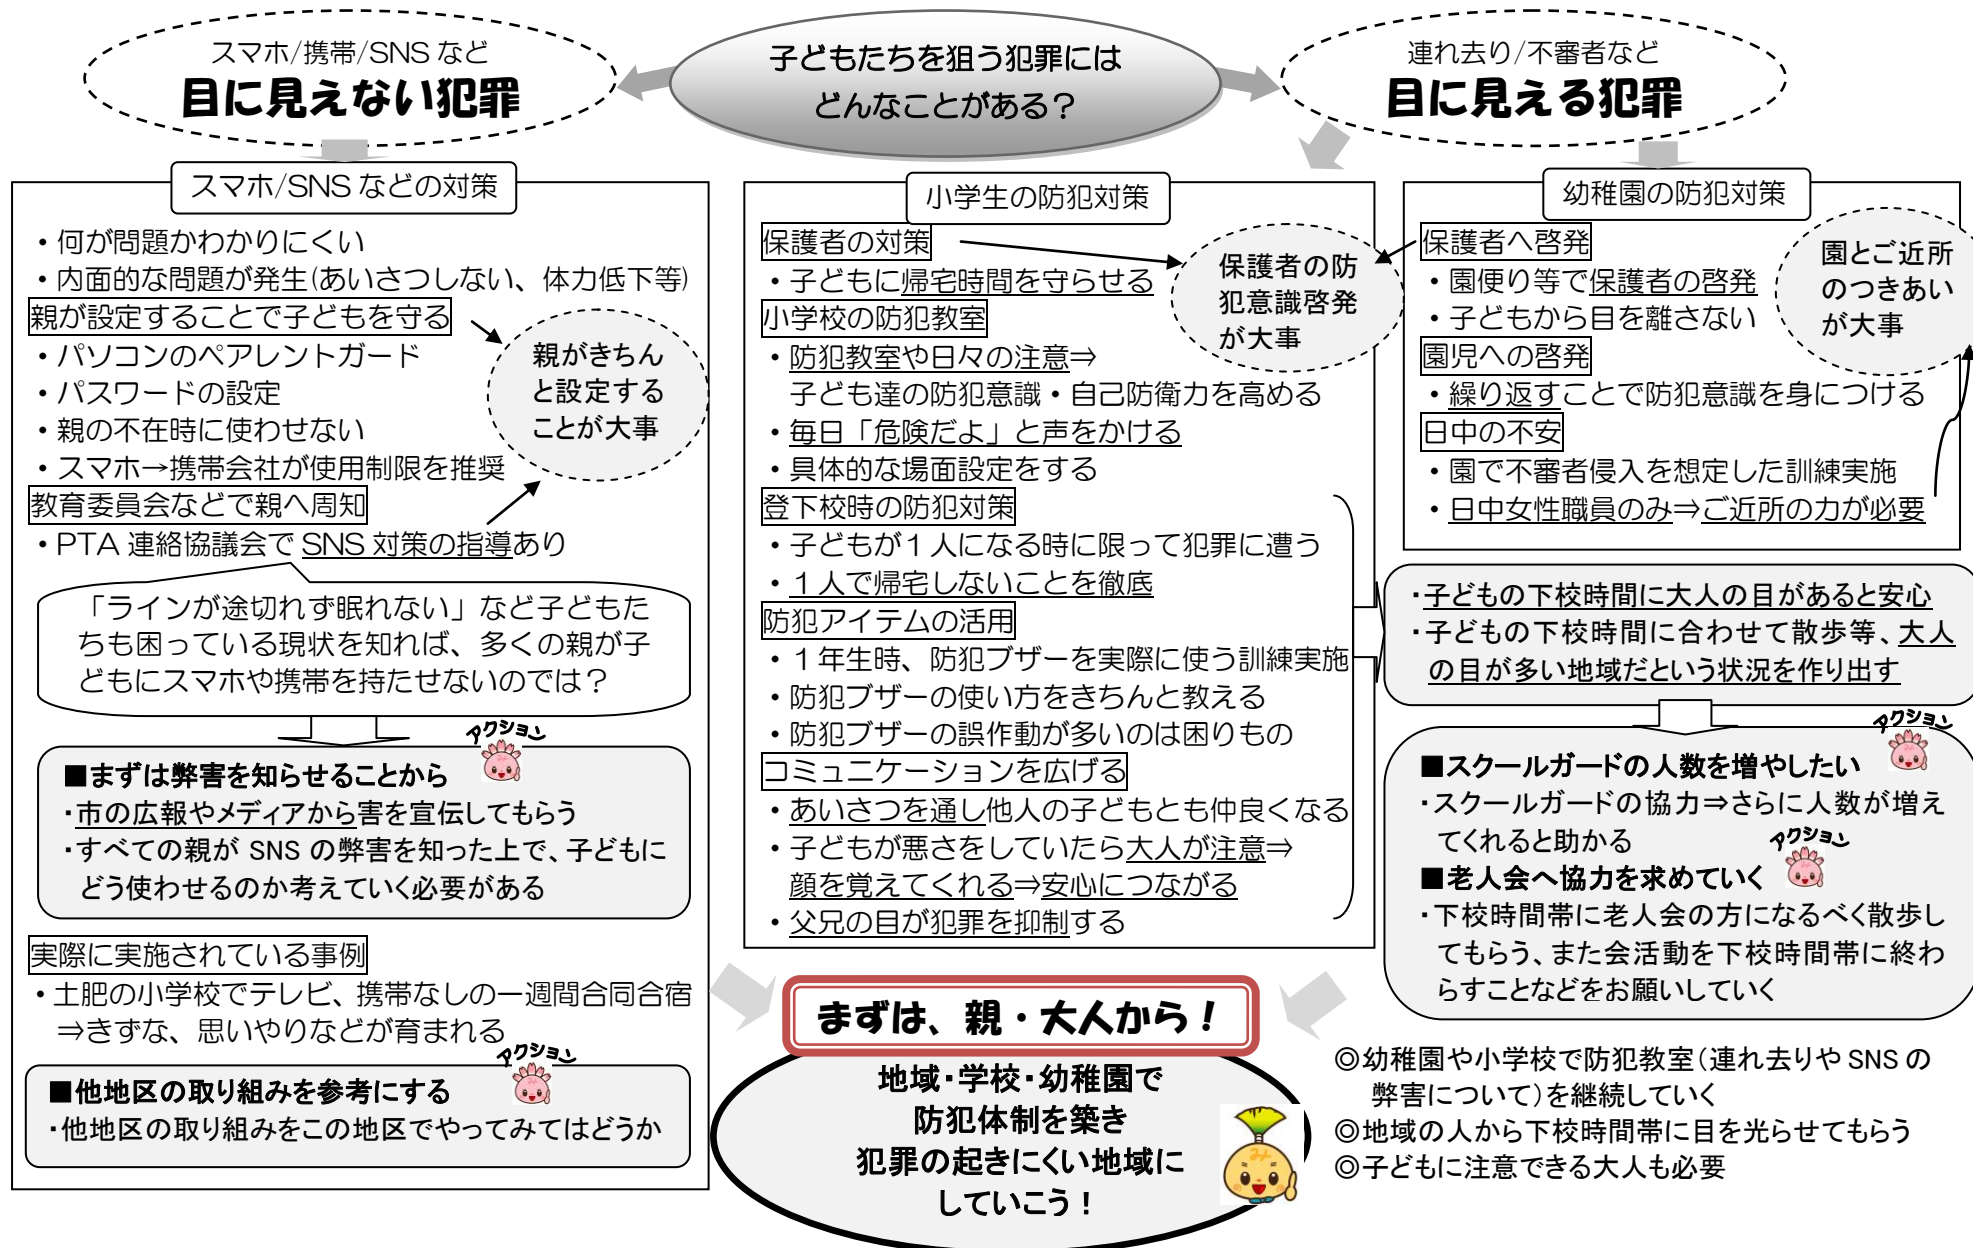 子どもたちを狙う犯罪には
どんなことがある？
スマホ/携帯/SNS など
目に見えない犯罪
連れ去り/不審者など
目に見える犯罪
スマホ/SNS などの対策
・何が問題かわかりにくい
・内面的な問題が発生(あいさつしない、体力低下等)
親が設定することで子どもを守る
・パソコンのペアレントガード
・パスワードの設定
・親の不在時に使わせない
・スマホ→携帯会社が使用制限を推奨
教育委員会などで親へ周知
・PTA 連絡協議会で SNS 対策の指導あり
親がきちん
と設定する
ことが大事
「ラインが途切れず眠れない」など子どもた
ちも困っている現状を知れば、多くの親が子
どもにスマホや携帯を持たせないのでは？
アクション
■まずは弊害を知らせることから
・市の広報やメディアから害を宣伝してもらう
・すべての親が SNS の弊害を知った上で、子どもに
どう使わせるのか考えていく必要がある
実際に実施されている事例
・土肥の小学校でテレビ、携帯なしの一週間合同合宿
⇒きずな、思いやりなどが育まれる
アクション
■他地区の取り組みを参考にする
・他地区の取り組みをこの地区でやってみてはどうか
小学生の防犯対策
保護者の対策
・子どもに帰宅時間を守らせる
小学校の防犯教室
・防犯教室や日々の注意⇒
子ども達の防犯意識・自己防衛力を高める
・毎日「危険だよ」と声をかける
・具体的な場面設定をする
登下校時の防犯対策
・子どもが１人になる時に限って犯罪に遭う
・１人で帰宅しないことを徹底
防犯アイテムの活用
・１年生時、防犯ブザーを実際に使う訓練実施
・防犯ブザーの使い方をきちんと教える
・防犯ブザーの誤作動が多いのは困りもの
コミュニケーションを広げる
・あいさつを通し他人の子どもとも仲良くなる
・子どもが悪さをしていたら大人が注意⇒
顔を覚えてくれる⇒安心につながる
・父兄の目が犯罪を抑制する
保護者の防
犯意識啓発
が大事
幼稚園の防犯対策
保護者へ啓発
・園便り等で保護者の啓発
・子どもから目を離さない
園児への啓発
・繰り返すことで防犯意識を身につける
日中の不安
・園で不審者侵入を想定した訓練実施
・日中女性職員のみ⇒ご近所の力が必要
園とご近所
のつきあい
が大事
・子どもの下校時間に大人の目があると安心
・子どもの下校時間に合わせて散歩等、大人
の目が多い地域だという状況を作り出す
アクション
■スクールガードの人数を増やしたい
・スクールガードの協力⇒さらに人数が増え
てくれると助かる
アクション
■老人会へ協力を求めていく
・下校時間帯に老人会の方になるべく散歩し
てもらう、また会活動を下校時間帯に終わ
らすことなどをお願いしていく
まずは、親・大人から！
地域・学校・幼稚園で
防犯体制を築き
犯罪の起きにくい地域に
していこう！
み
◎幼稚園や小学校で防犯教室（連れ去りや SNS の
弊害について）を継続していく
◎地域の人から下校時間帯に目を光らせてもらう
◎子どもに注意できる大人も必要